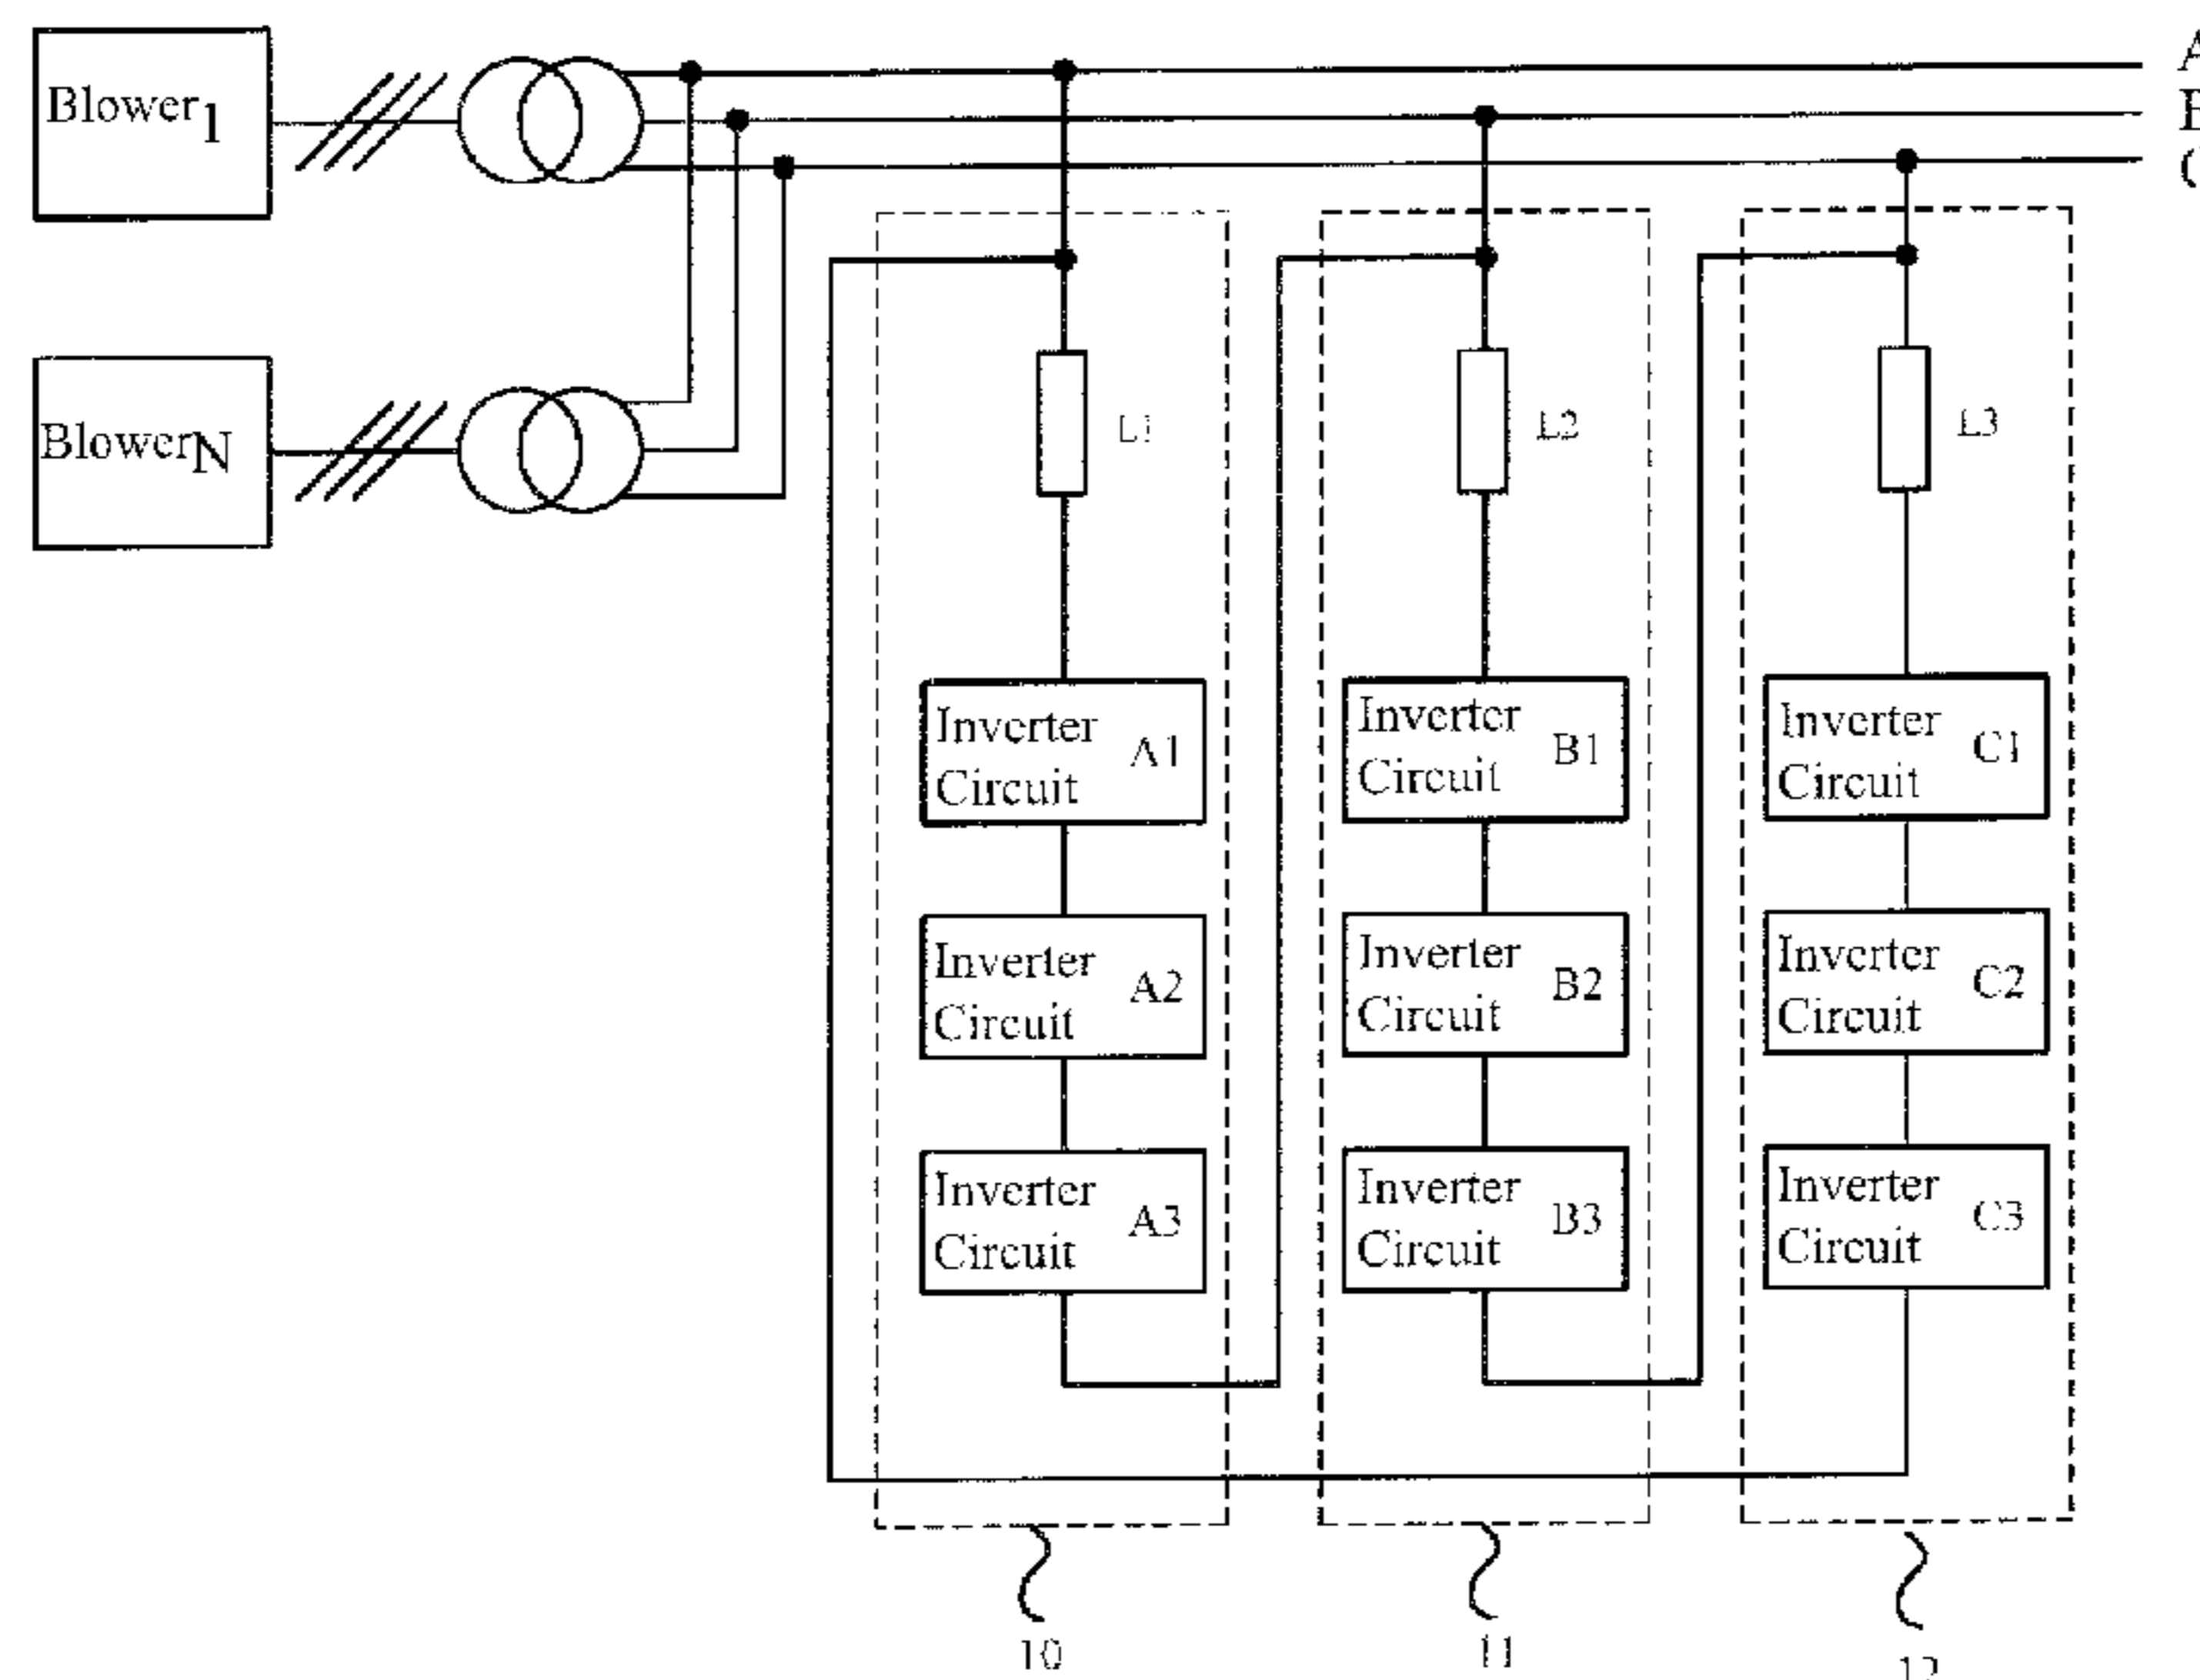 Blower1
A
B
BlowerN
L1
L2
L3
Inverter
Circuit
A1
Inverter
Circuit
B1
Inverter
Circuit
C1
Inverter
Circuit
A2
Inverter
Circuit
B2
Inverter
Circuit
C2
Inverter
Circuit
A3
Inverter
Circuit
B3
Inverter
Circuit
C3
10
11
12